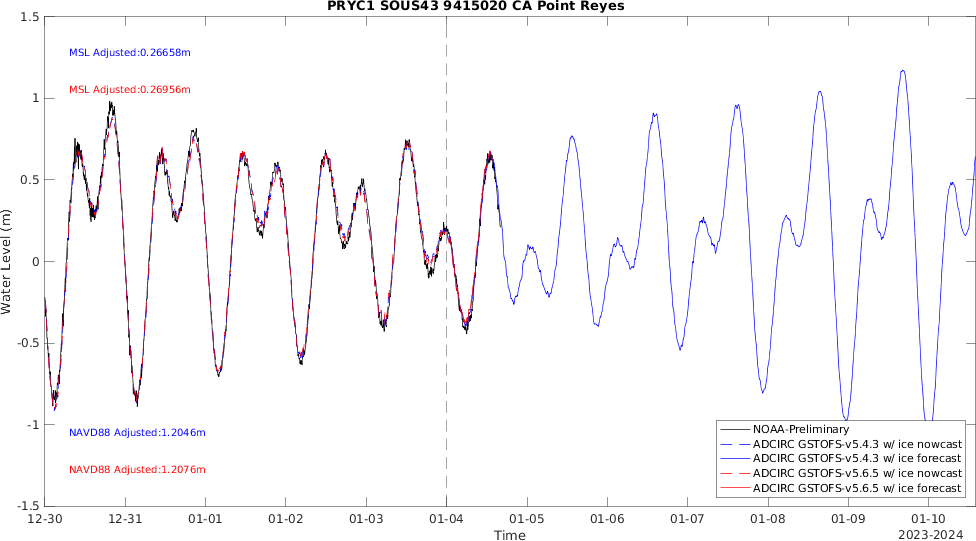 PRYC1 SOUS43 9415020 CA Point Reyes
1.5
1
0.5
0
-0.5
-1
-1.5
Water Level (m)
MSL Adjusted:0.26658m
MSL Adjusted:0.26956m
NAVD88 Adjusted:1.2046m
NAVD88 Adjusted:1.2076m
NOAA-Preliminary
ADCIRC GSTOFS-v5.4.3 w/ ice nowcast
ADCIRC GSTOFS-v5.4.3 w/ ice forecast
ADCIRC GSTOFS-v5.6.5 w/ ice nowcast
ADCIRC GSTOFS-v5.6.5 w/ ice forecast
12-30 12-31 01-01 01-02 01-03 01-04 01-05 01-06 01-07 01-08 01-09 01-10
Time
2023-2024